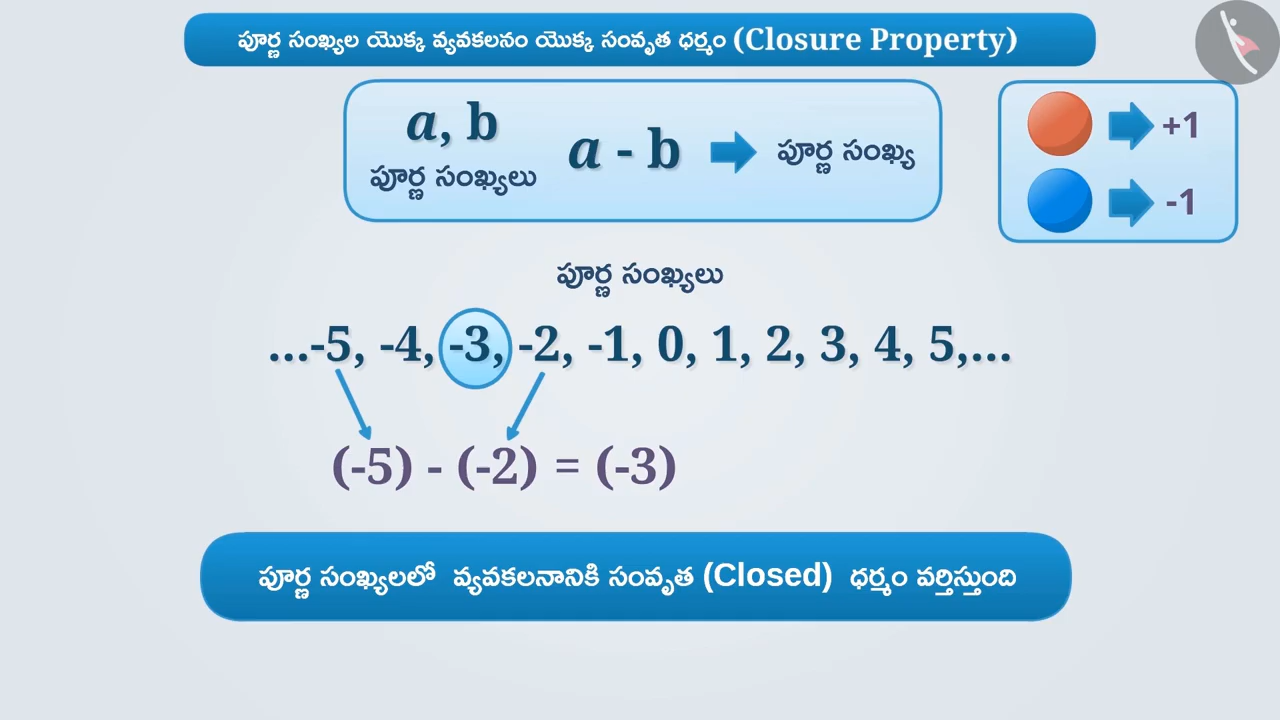 పూర్ణ సంఖ్యల యొక్క వ్యవకలనం యొక్క సంవృత ధర్మం (Closure Property)
a, b
పూర్ణ సంఖ్యలు
a - b
పూర్ణ సంఖ్య
+1
-1
పూర్ణ సంఖ్యలు
...-5, -4, -3, -2, -1, 0, 1, 2, 3, 4, 5,...
(-5) - (-2) = (-3)
పూర్ణ సంఖ్యలలో వ్యవకలనానికి సంవృత (Closed) ధర్మం వర్తిస్తుంది